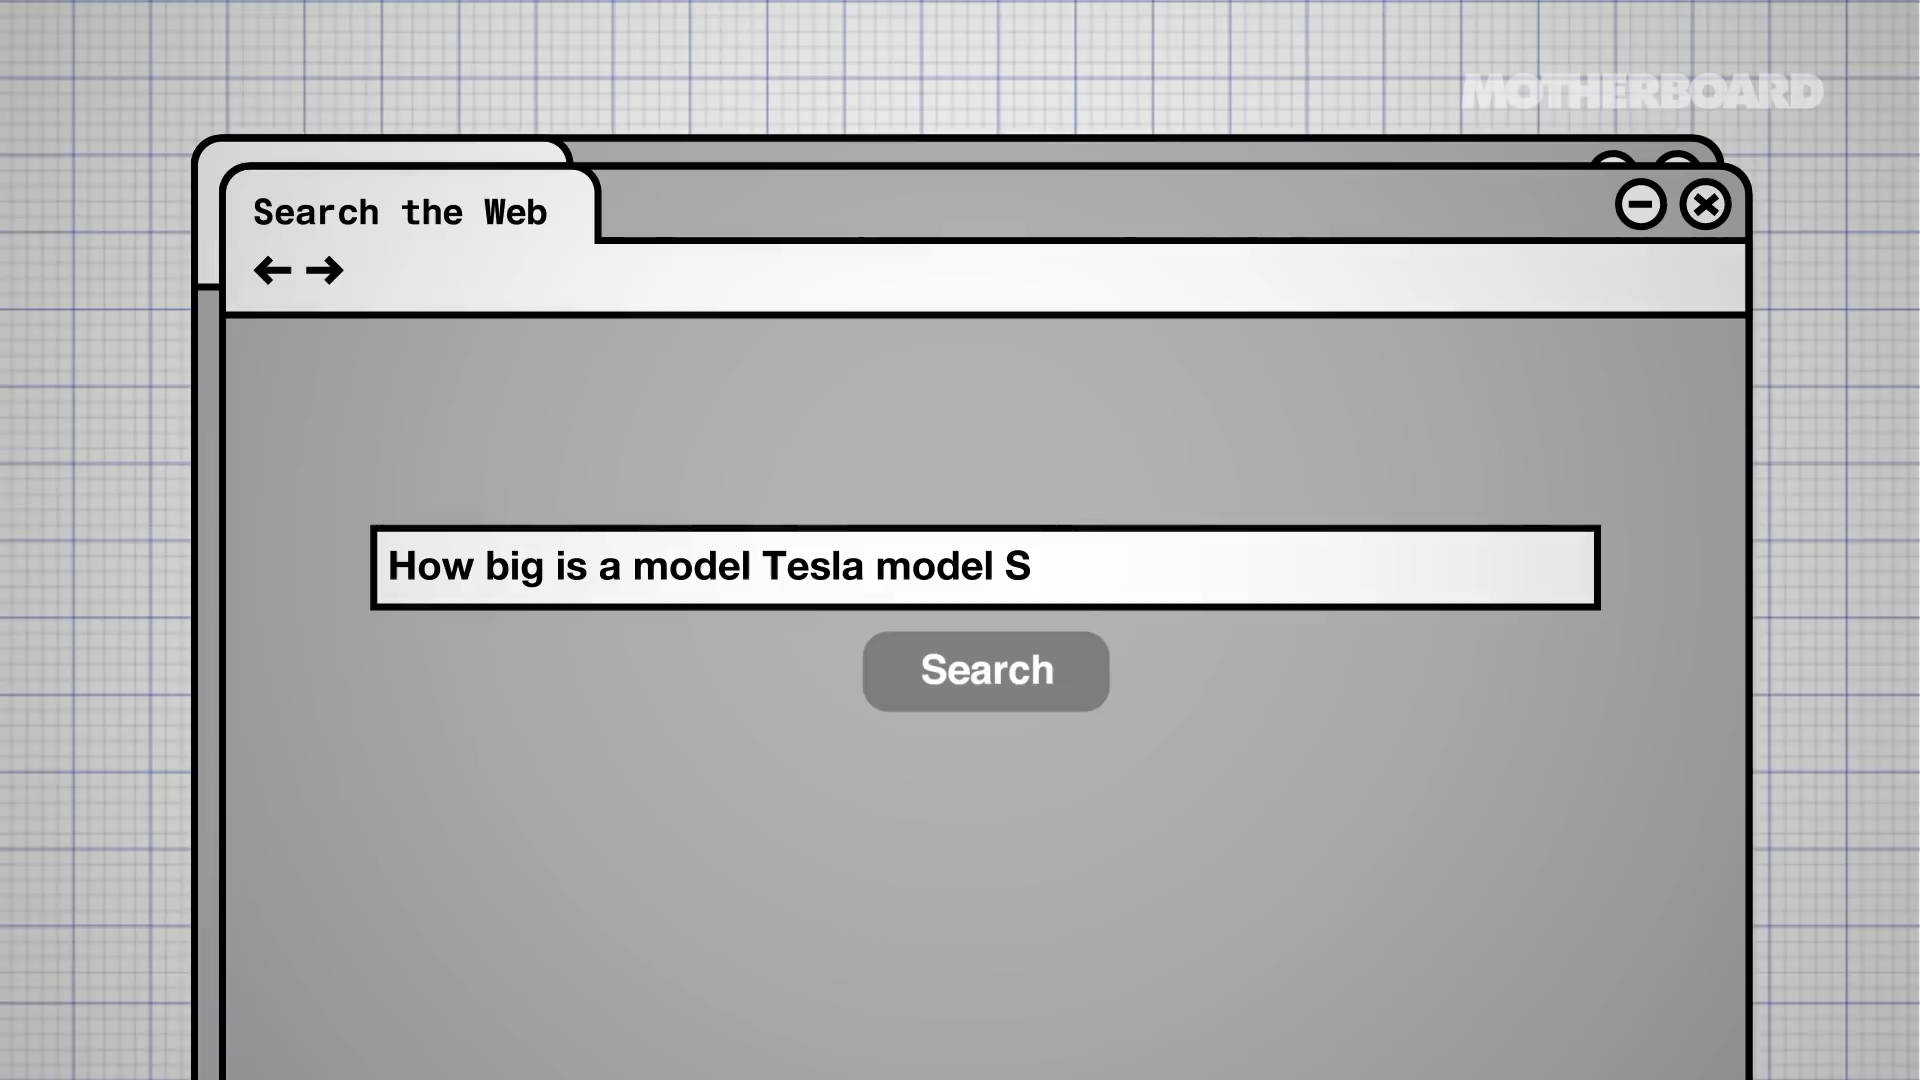 MOTHERBOARD
Search the Web
How big is a model Tesla model S
Search